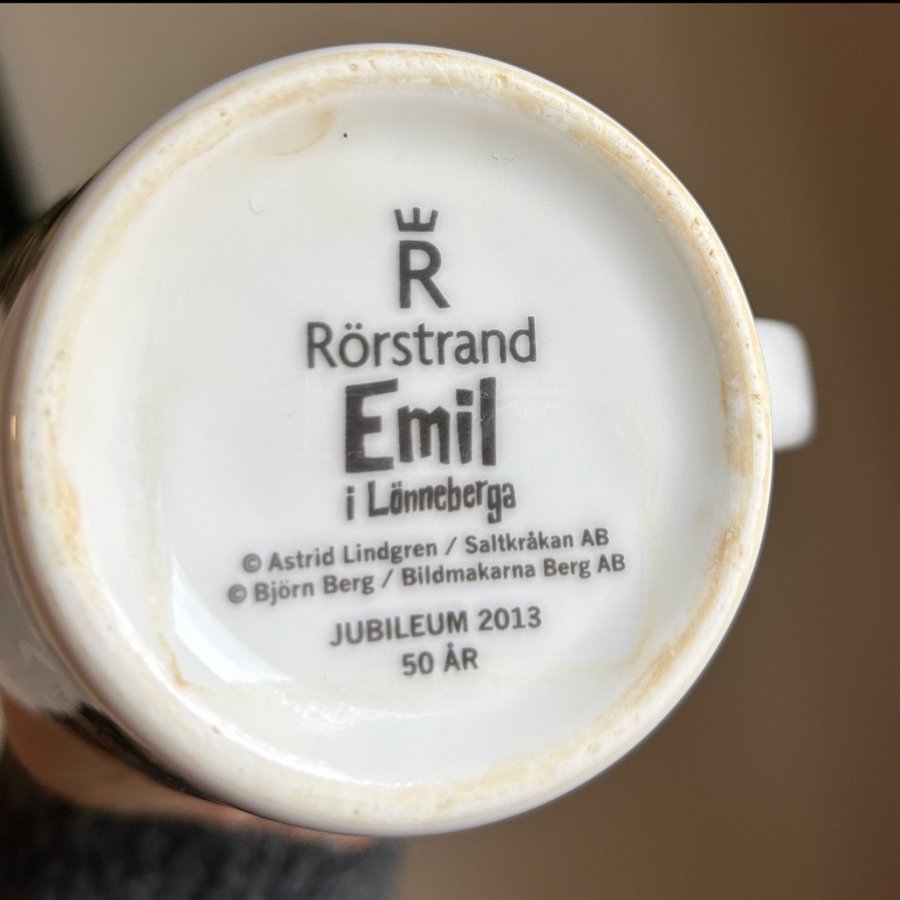 R
Rörstrand
Emil
i Lönneberga
© Astrid Lindgren / Saltkråkan AB
© Björn Berg / Bildmakarna Berg AB
JUBILEUM 2013
50 ÅR